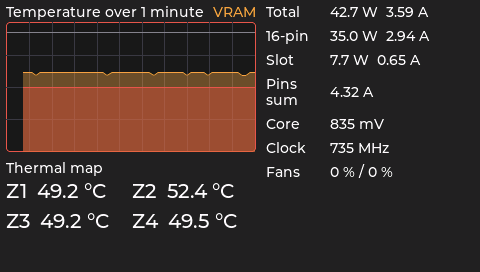 Temperature over 1 minute VRAM
Thermal map
Z1 49.2 °C Z2 52.4 °C
Z3 49.2 °C Z4 49.5 °C
Total 42.7 W 3.59 A
16-pin 35.0 W 2.94 A
Slot 7.7 W 0.65 A
Pins sum 4.32 A
Core 835 mV
Clock 735 MHz
Fans 0 % / 0 %